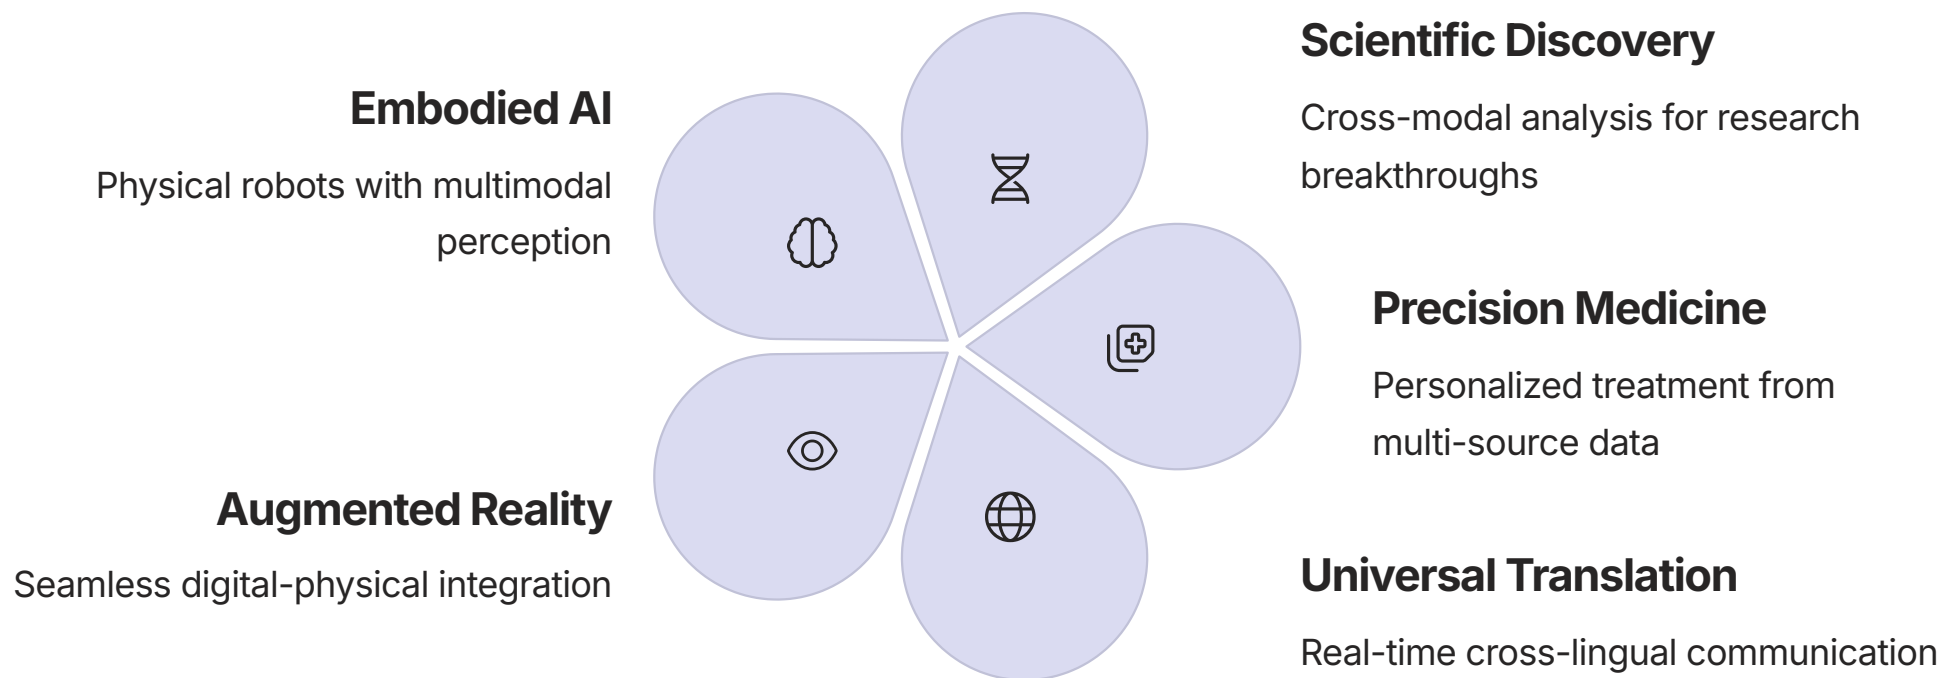 Embodied AI
Physical robots with multimodal
perception
Augmented Reality
Seamless digital-physical integration
Scientific Discovery
Cross-modal analysis for research
breakthroughs
Precision Medicine
Personalized treatment from
multi-source data
Universal Translation
Real-time cross-lingual communication